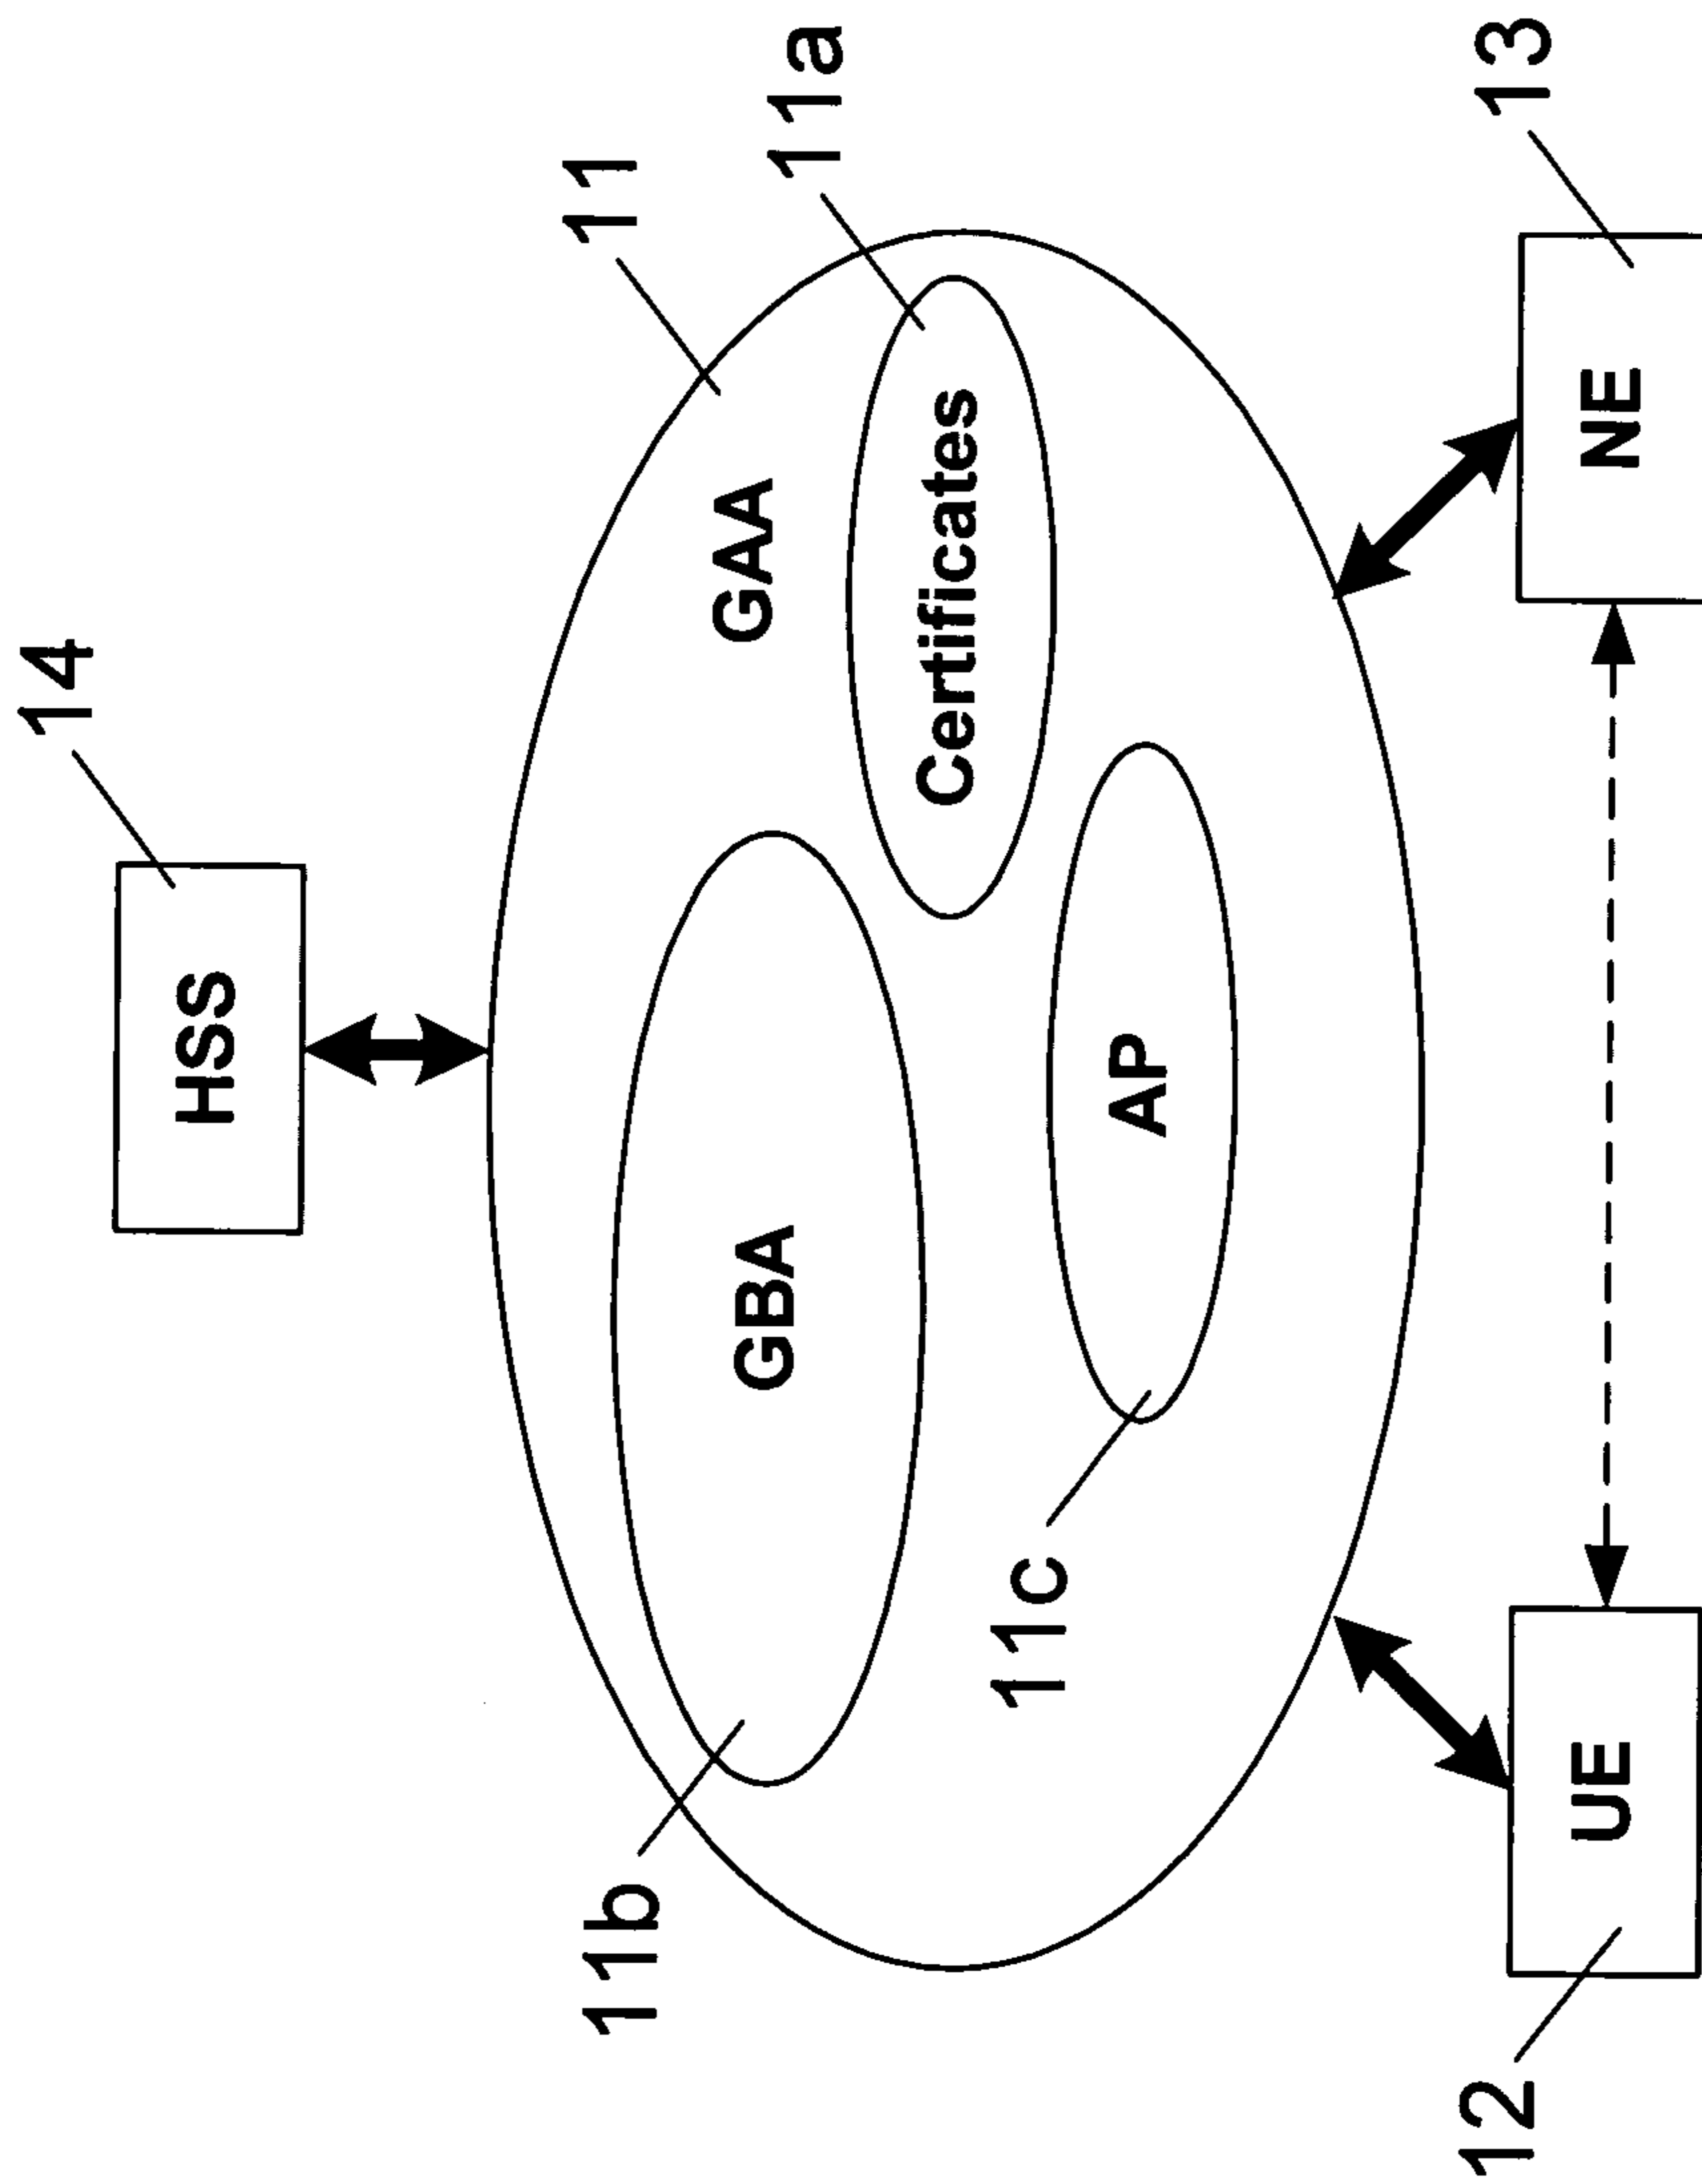 14
HSS
11
GAA
11a
Certificates
11b
GBA
11c
AP
12
UE
13
NE